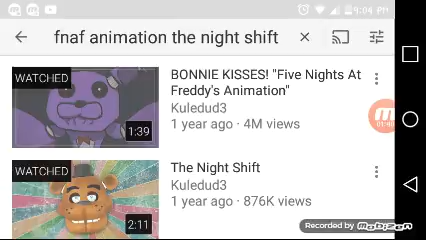 9:04 PM
fnaf animation the night shift
WATCHED
1:39
BONNIE KISSES! "Five Nights At
Freddy's Animation"
Kuledud3
1 year ago · 4M views
WATCHED
2:11
The Night Shift
Kuledud3
1 year ago · 876K views
Recorded by Mobizen